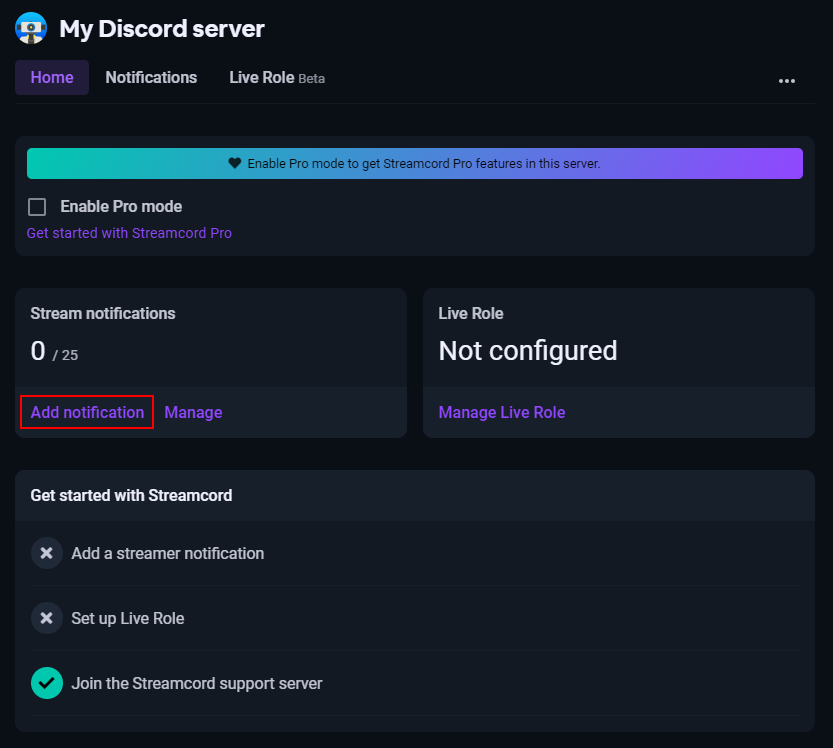 My Discord server
Home Notifications Live Role Beta
Enable Pro mode to get Streamcord Pro features in this server.
Enable Pro mode
Get started with Streamcord Pro
Stream notifications
0 / 25
Add notification Manage
Live Role
Not configured
Manage Live Role
Get started with Streamcord
Add a streamer notification
Set up Live Role
Join the Streamcord support server